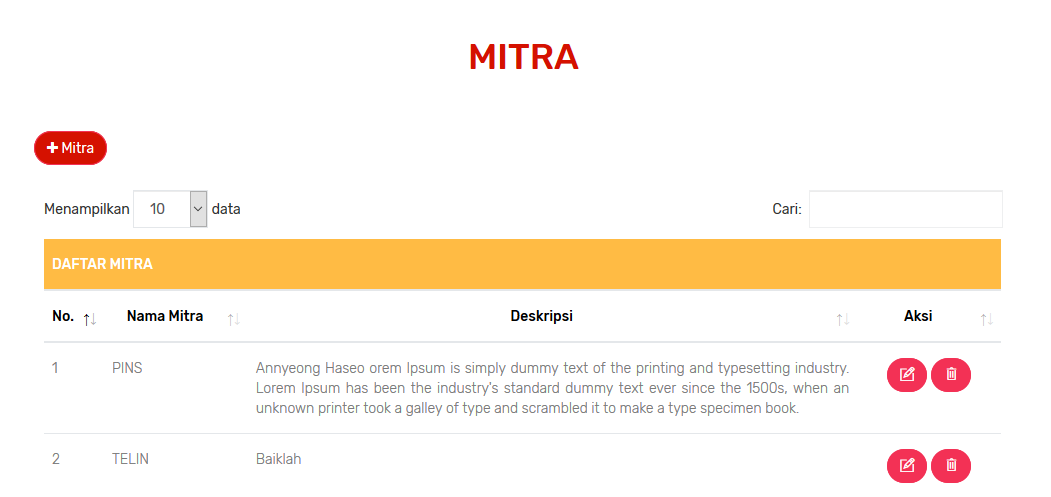 MITRA
Mitra
Menampilkan 10 data Cari:
DAFTAR MITRA
No. Nama Mitra Deskripsi Aksi
1 PINS Annyeong Haseo orem Ipsum is simply dummy text of the printing and typesetting industry.
Lorem Ipsum has been the industry's standard dummy text ever since the 1500s, when an
unknown printer took a galley of type and scrambled it to make a type specimen book.
2 TELIN Baiklah